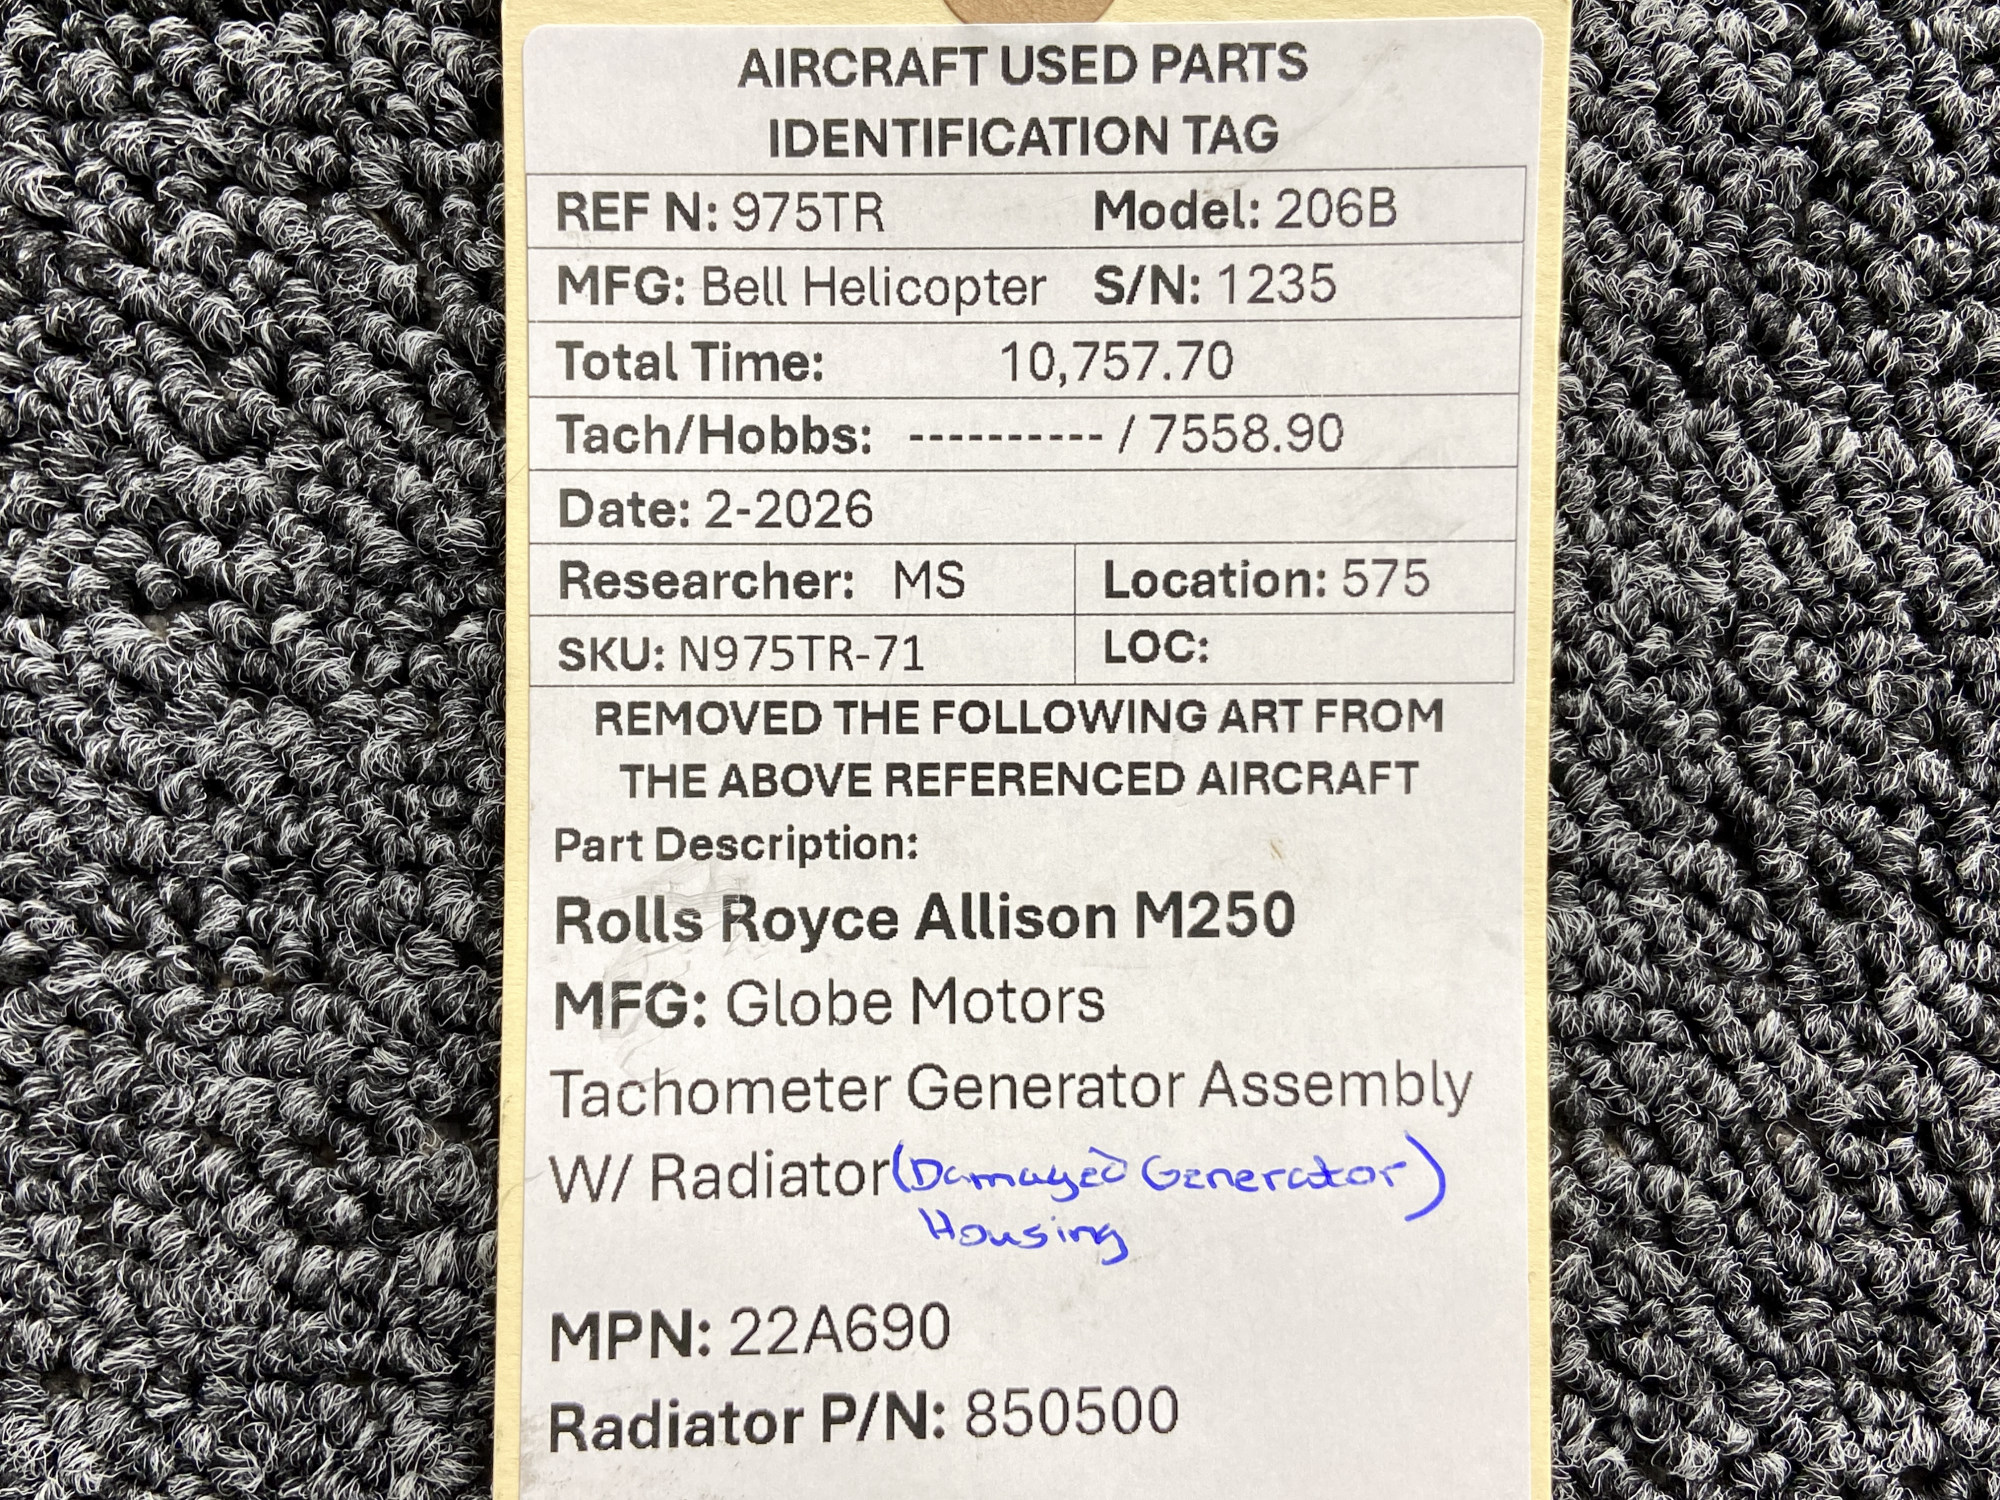 AIRCRAFT USED PARTS
IDENTIFICATION TAG
REF N: 975TR Model: 206B
MFG: Bell Helicopter S/N: 1235
Total Time: 10,757.70
Tach/Hobbs: ---------- / 7558.90
Date: 2-2026
Researcher: MS Location: 575
SKU: N975TR-71 LOC:
REMOVED THE FOLLOWING ART FROM
THE ABOVE REFERENCED AIRCRAFT
Part Description:
Rolls Royce Allison M250
MFG: Globe Motors
Tachometer Generator Assembly
W/ Radiator (Damaged Generator)
Housing
MPN: 22A690
Radiator P/N: 850500